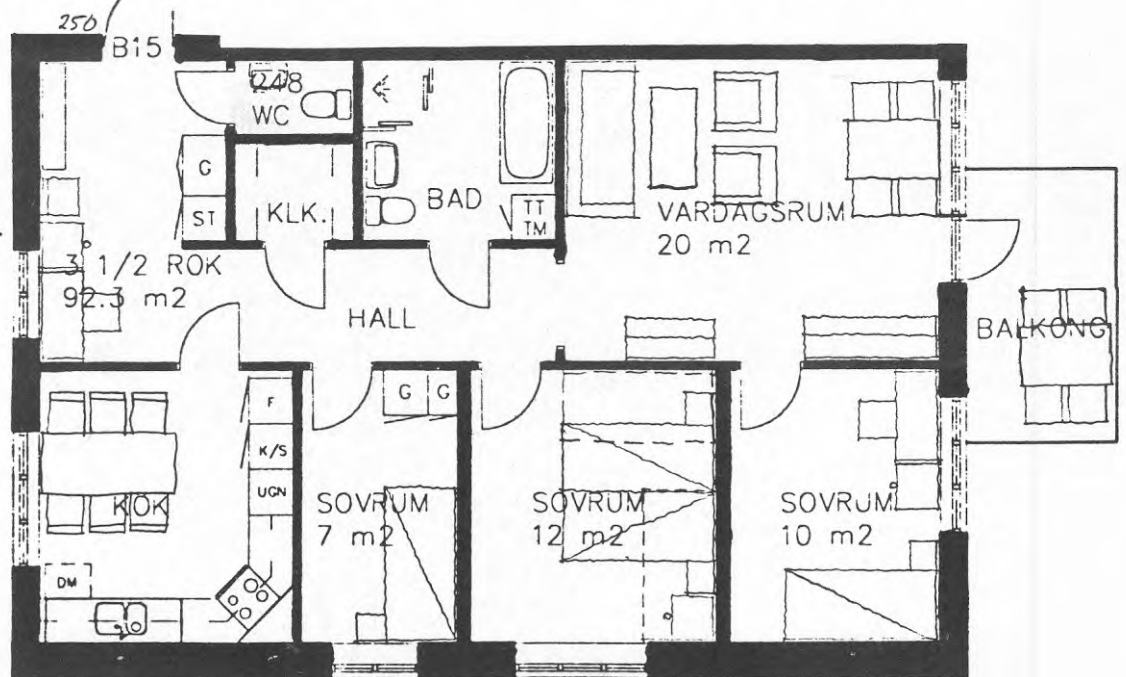 250
B15
248
WC
G
ST
KLK.
BAD
TT
TM
VARDAGSRUM
20 m2
3 1/2 ROK
92.3 m2
HALL
BALKONG
F
K/S
UGN
KÖK
DM
G G
SOVRUM
7 m2
SOVRUM
12 m2
SOVRUM
10 m2